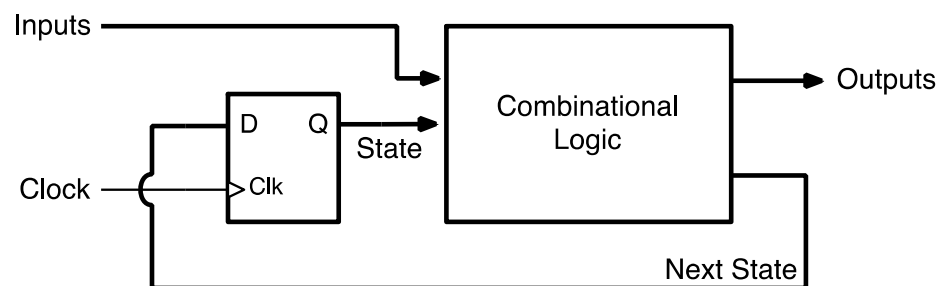 Inputs
Outputs
Combinational
Logic
D
Q
State
Clock
Clk
Next State